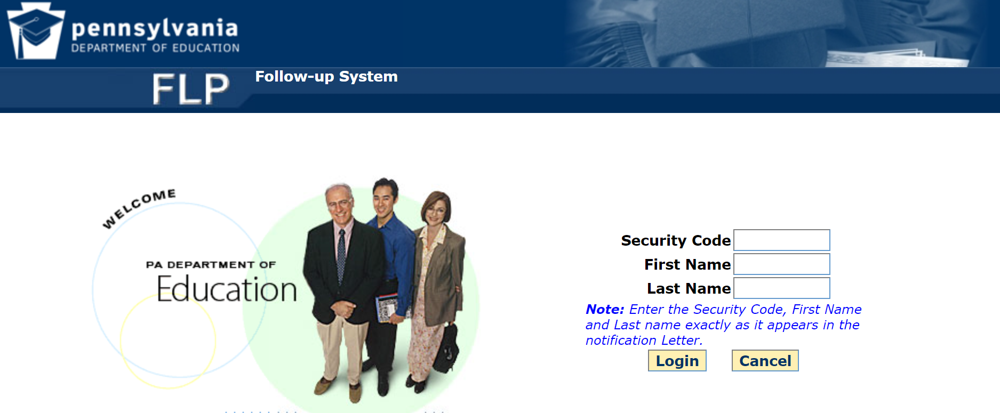 pennsylvania
DEPARTMENT OF EDUCATION
FLP
Follow-up System
WELCOME
PA DEPARTMENT OF
Education
Security Code
First Name
Last Name
Note: Enter the Security Code, First Name
and Last name exactly as it appears in the
notification Letter.
Login
Cancel